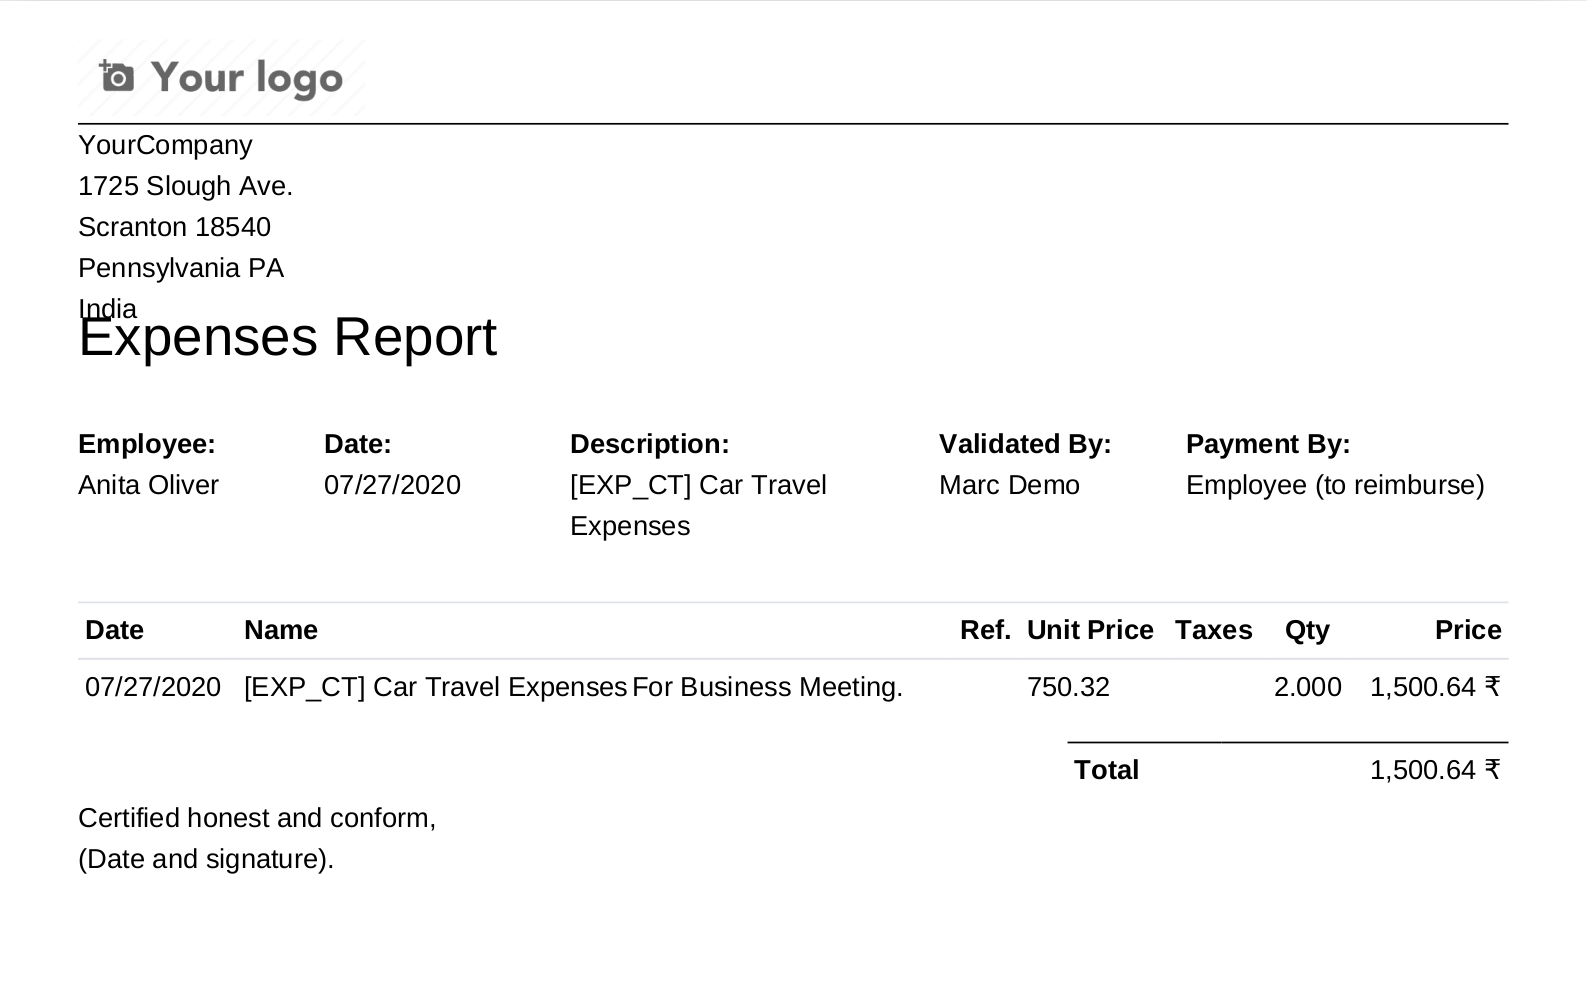 Your logo
YourCompany
1725 Slough Ave.
Scranton 18540
Pennsylvania PA
India
Expenses Report
Employee: Date: Description: Validated By: Payment By:
Anita Oliver 07/27/2020 [EXP_CT] Car Travel Marc Demo Employee (to reimburse)
Expenses
Date Name Ref. Unit Price Taxes Qty Price
07/27/2020 [EXP_CT] Car Travel Expenses For Business Meeting. 750.32 2.000 1,500.64 ₹
Total 1,500.64 ₹
Certified honest and conform,
(Date and signature).